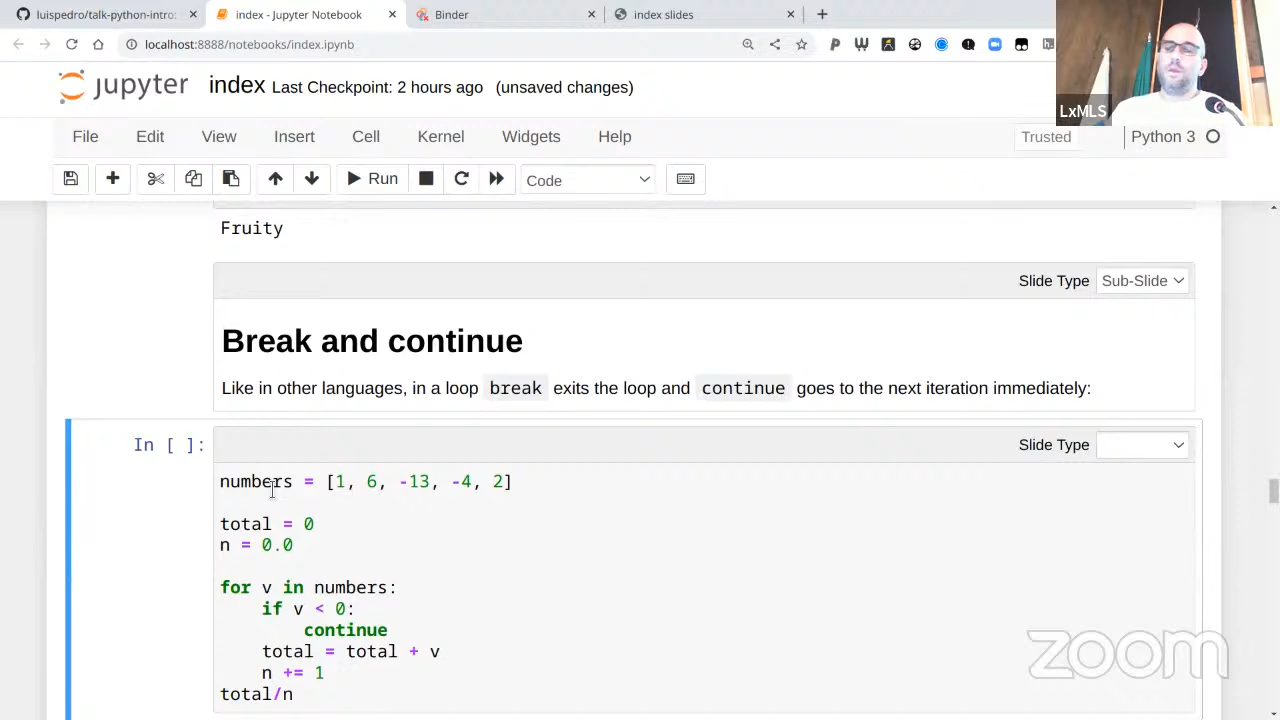 luispedro/talk-python-intro:
index - Jupyter Notebook
Binder
index slides
localhost:8888/notebooks/index.ipynb
jupyter index Last Checkpoint: 2 hours ago (unsaved changes)
LxMLS
File Edit View Insert Cell Kernel Widgets Help
Trusted
Python 3
Run
Code
Fruity
Slide Type Sub-Slide
Break and continue
Like in other languages, in a loop break exits the loop and continue goes to the next iteration immediately:
In [ ]:
Slide Type
numbers = [1, 6, -13, -4, 2]
total = 0
n = 0.0
for v in numbers:
    if v < 0:
        continue
    total = total + v
    n += 1
total/n
zoom